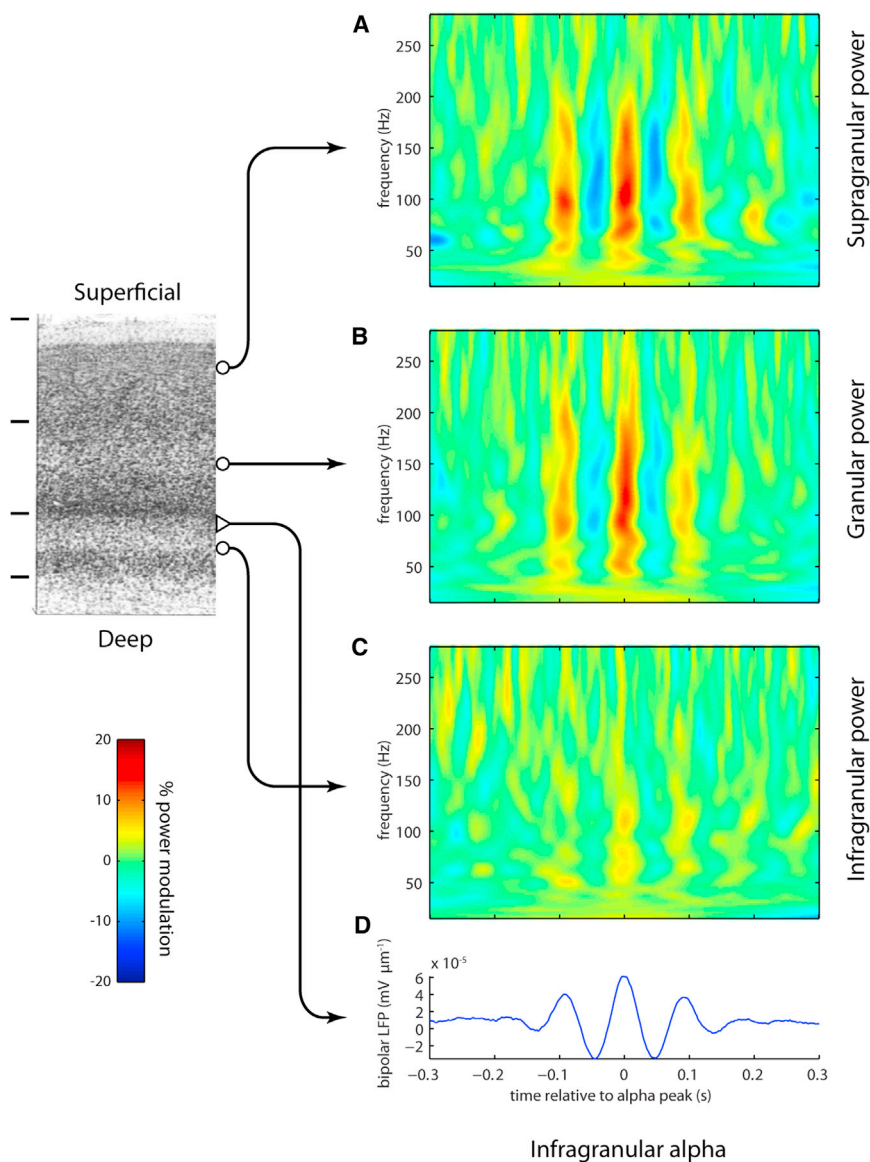 A
250
200
150
100
50
frequency (Hz)
Supragranular power
Superficial
Deep
B
250
200
150
100
50
frequency (Hz)
Granular power
C
250
200
150
100
50
frequency (Hz)
Infragranular power
20
10
0
-10
-20
% power modulation
D
x 10⁻⁵
6
4
2
0
−2
bipolar LFP (mV µm⁻¹)
−0.3 −0.2 −0.1 0 0.1 0.2 0.3
time relative to alpha peak (s)
Infragranular alpha